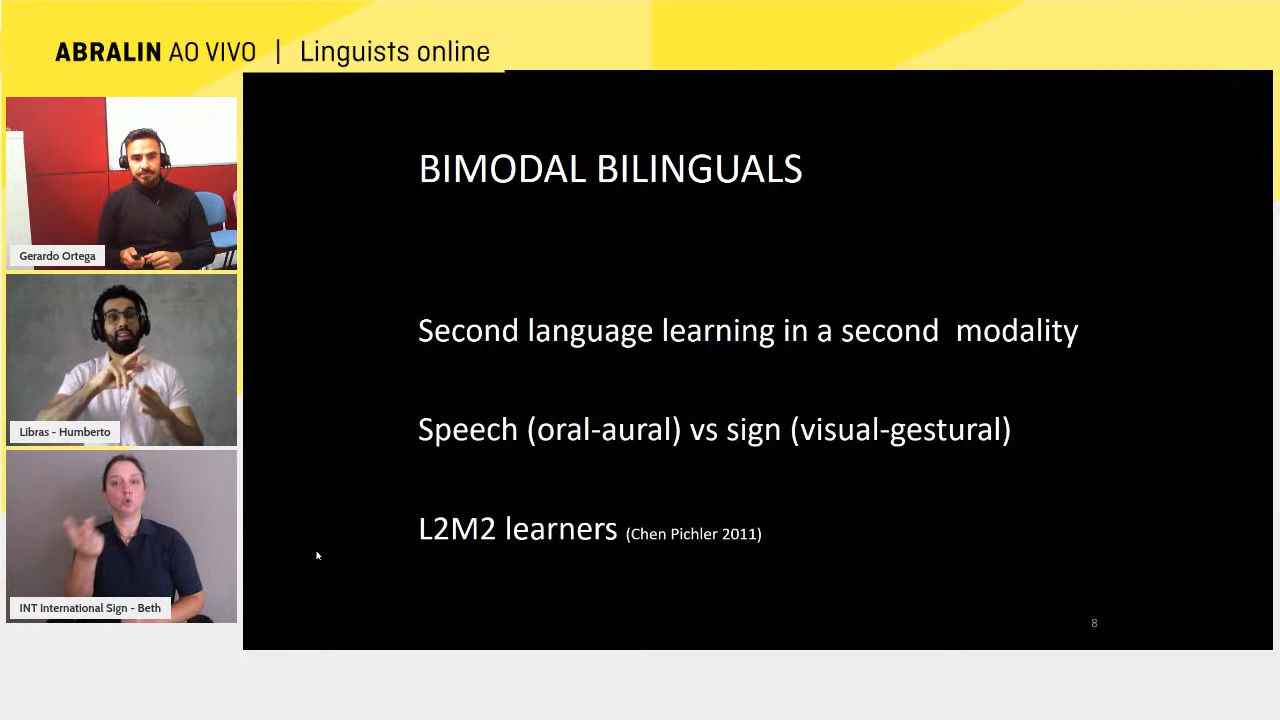 ABRALIN AO VIVO | Linguists online
Gerardo Ortega
Libras - Humberto
INT International Sign - Beth
BIMODAL BILINGUALS
Second language learning in a second modality
Speech (oral-aural) vs sign (visual-gestural)
L2M2 learners (Chen Pichler 2011)
8